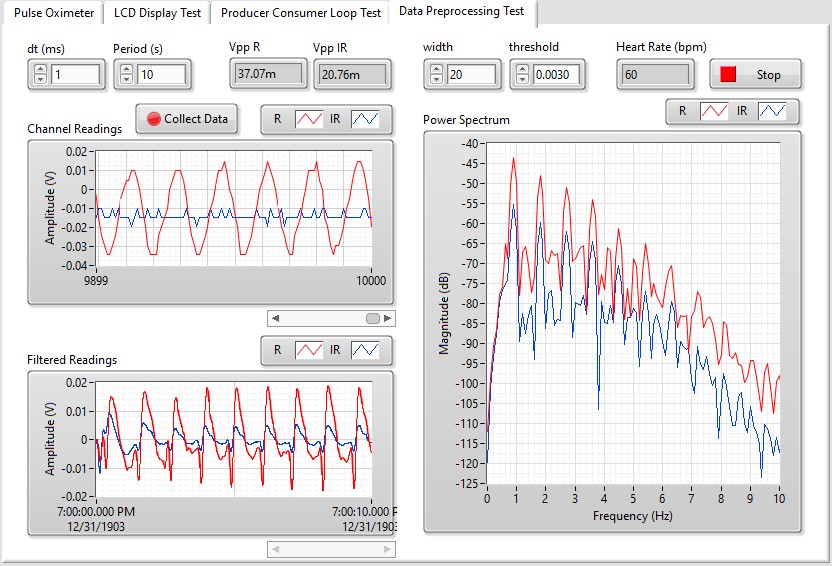 Pulse Oximeter LCD Display Test Producer Consumer Loop Test Data Preprocessing Test
dt (ms) Period (s) Vpp R Vpp IR width threshold Heart Rate (bpm)
1 10 37.07m 20.76m 20 0.0030 60 Stop
Collect Data R IR
Channel Readings
Amplitude (V)
0.02
0.01
0
-0.01
-0.02
-0.03
-0.04
9899 10000
Filtered Readings R IR
Amplitude (V)
0.02
0.01
0
-0.01
-0.02
7:00:00.000 PM 7:00:10.000 P
12/31/1903 12/31/1903
R IR
Power Spectrum
Magnitude (dB)
-40
-45
-50
-55
-60
-65
-70
-75
-80
-85
-90
-95
-100
-105
-110
-115
-120
-125
0 1 2 3 4 5 6 7 8 9 10
Frequency (Hz)